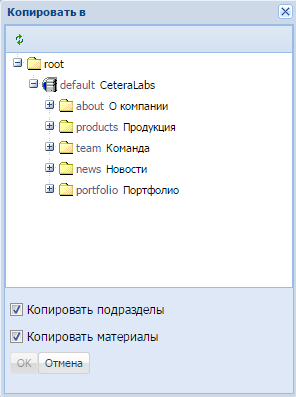 Копировать в
root
default CeteraLabs
about О компании
products Продукция
team Команда
news Новости
portfolio Портфолио
Копировать подразделы
Копировать материалы
OK Отмена